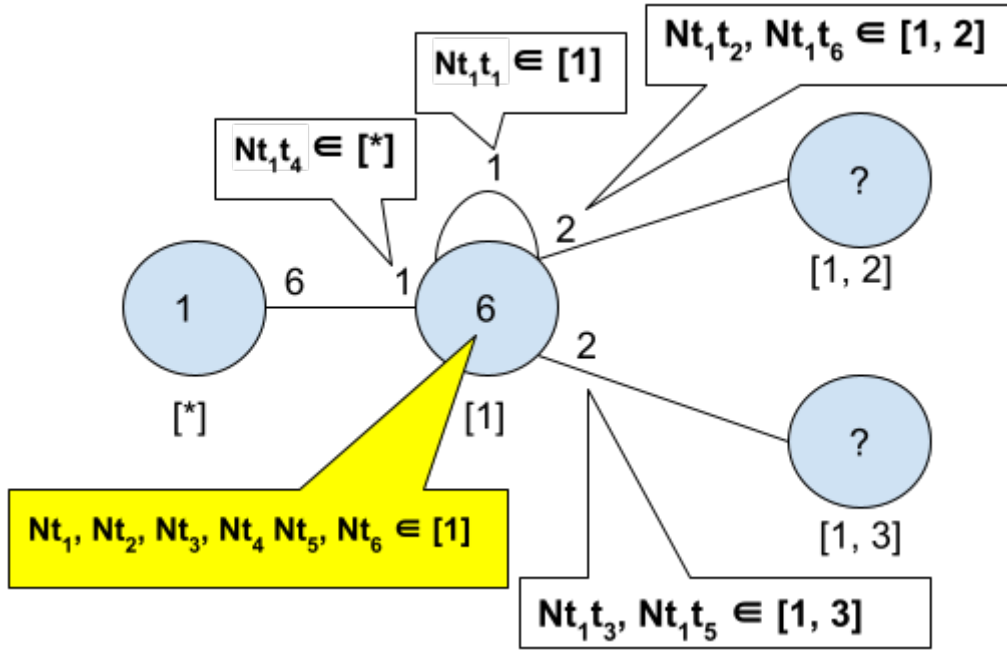 Nt₁t₂, Nt₁t₆ ∈ [1, 2]
Nt₁t₁ ∈ [1]
Nt₁t₄ ∈ [*]
1
?
2
[1, 2]
6
1
1
6
2
[*]
[1]
?
Nt₁, Nt₂, Nt₃, Nt₄ Nt₅, Nt₆ ∈ [1]
[1, 3]
Nt₁t₃, Nt₁t₅ ∈ [1, 3]